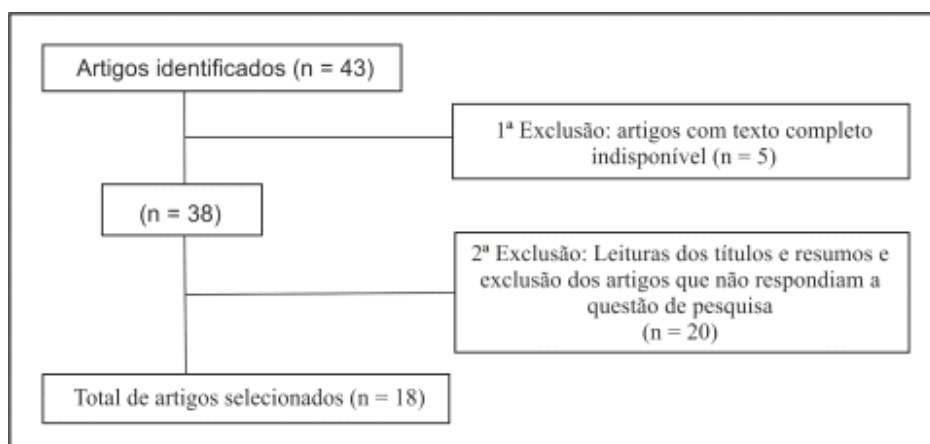 Artigos identificados (n = 43)
1ª Exclusão: artigos com texto completo
indisponível (n = 5)
(n = 38)
2ª Exclusão: Leituras dos títulos e resumos e
exclusão dos artigos que não respondiam a
questão de pesquisa
(n = 20)
Total de artigos selecionados (n = 18)